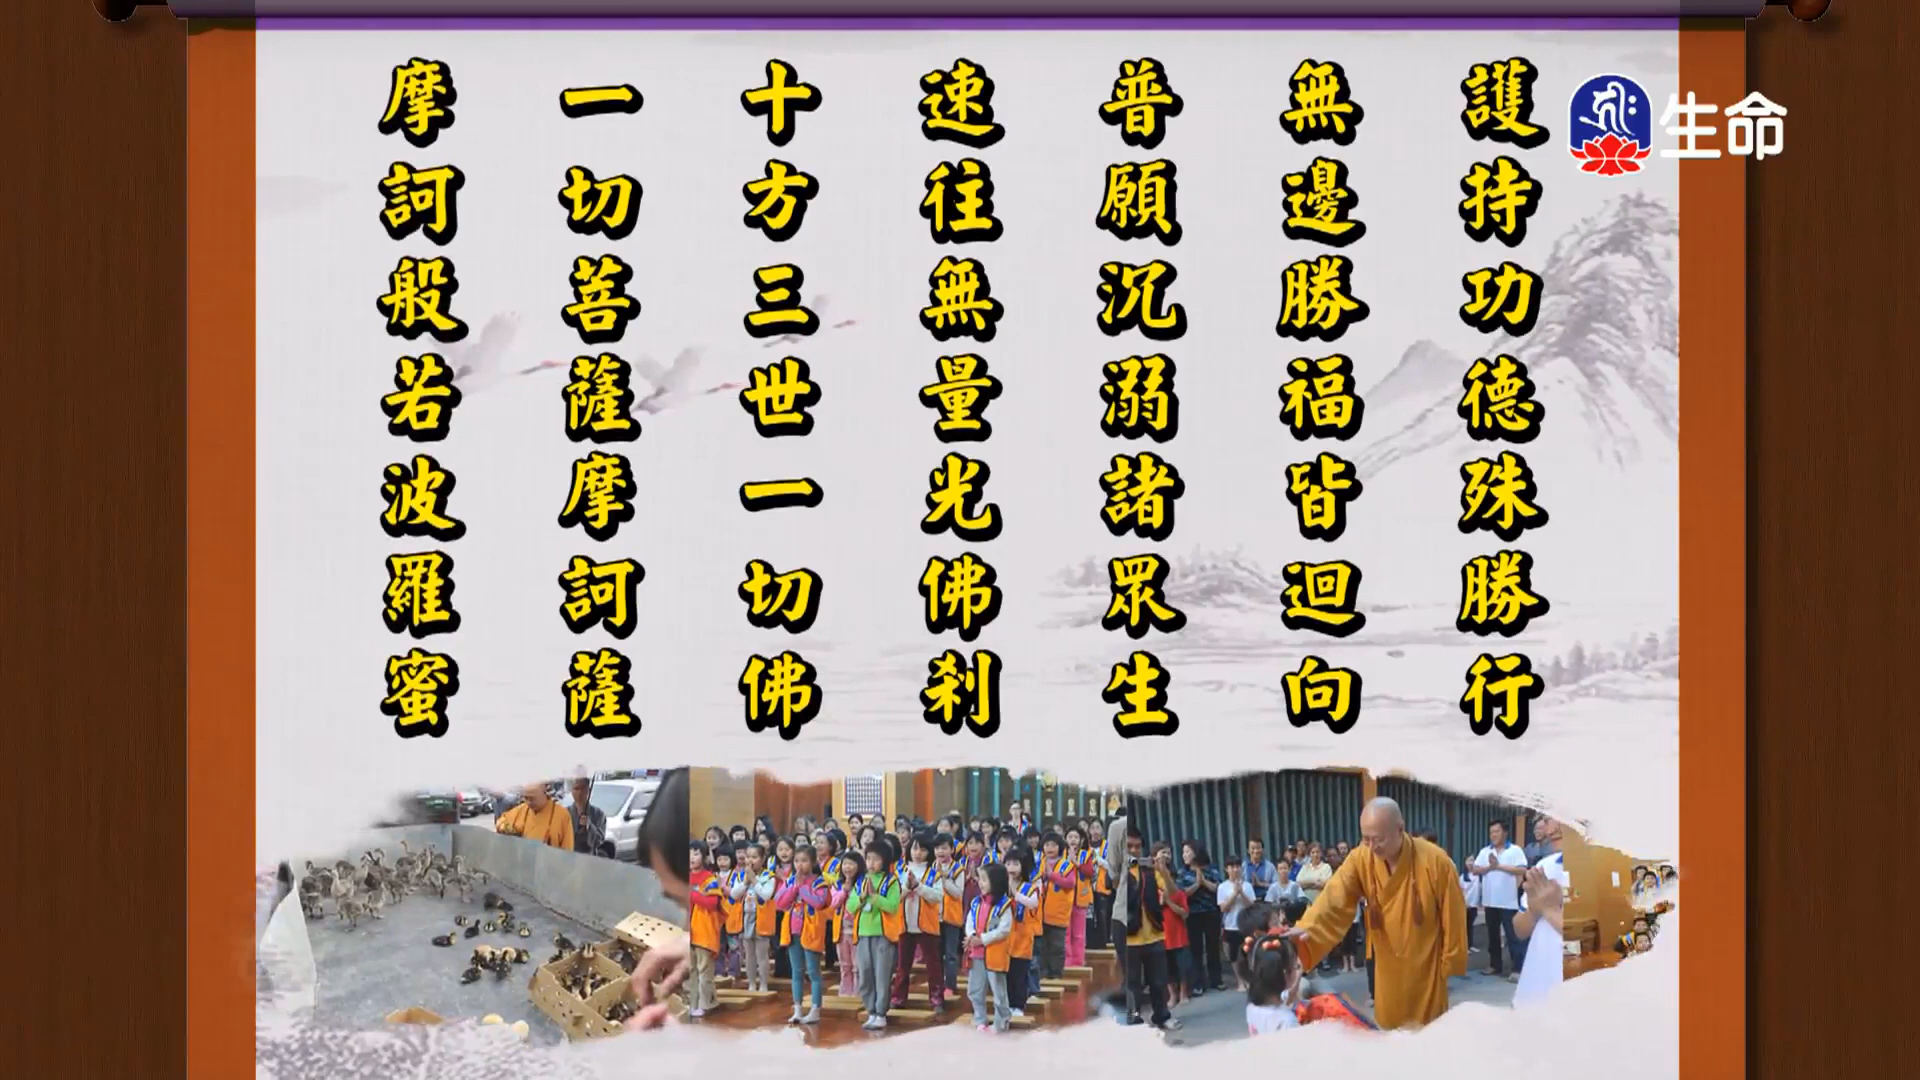 護持功德殊勝行
無邊勝福皆迴向
普願沉溺諸眾生
速往無量光佛剎
十方三世一切佛
一切菩薩摩訶薩
摩訶般若波羅蜜
生命